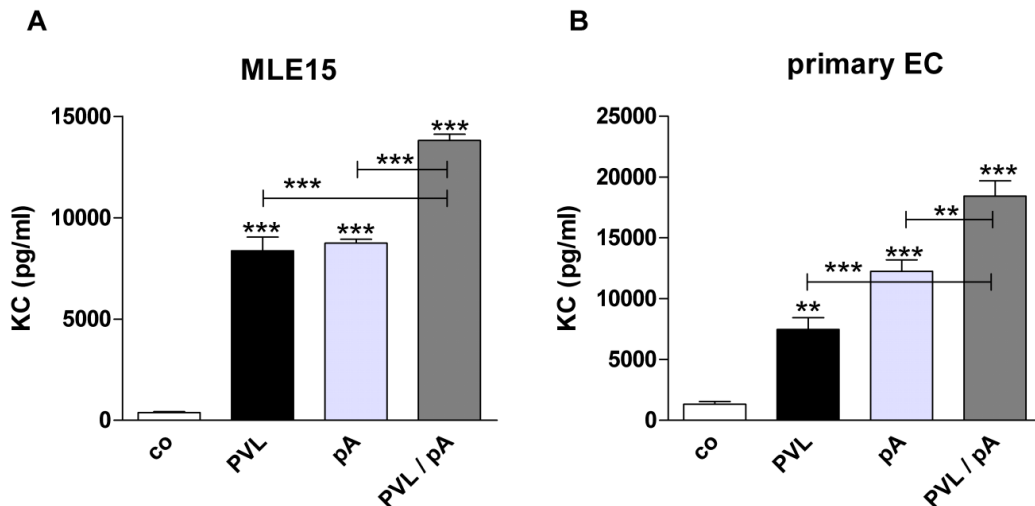 A
MLE15
KC (pg/ml)
15000
10000
5000
0
***
***
***
***
***
co
PVL
pA
PVL / pA
B
primary EC
KC (pg/ml)
25000
20000
15000
10000
5000
0
***
**
***
***
**
co
PVL
pA
PVL / pA